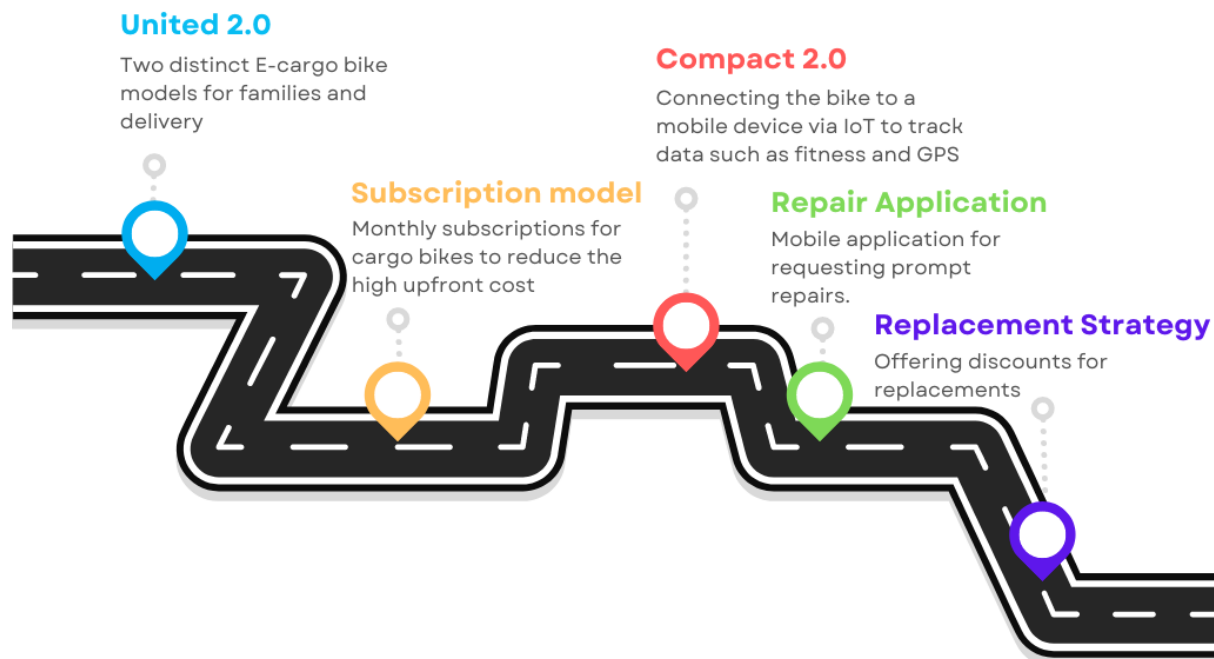 United 2.0
Two distinct E-cargo bike
models for families and
delivery
Subscription model
Monthly subscriptions for
cargo bikes to reduce the
high upfront cost
Compact 2.0
Connecting the bike to a
mobile device via IoT to track
data such as fitness and GPS
Repair Application
Mobile application for
requesting prompt
repairs.
Replacement Strategy
Offering discounts for
replacements